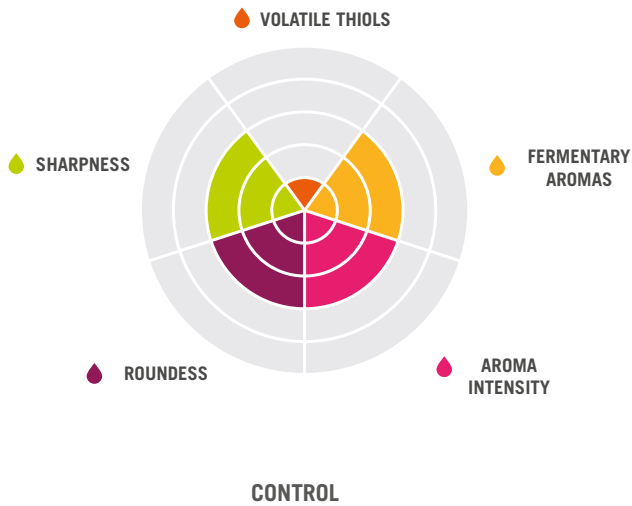 VOLATILE THIOLS
SHARPNESS
FERMENTARY
AROMAS
ROUNDESS
AROMA
INTENSITY
CONTROL